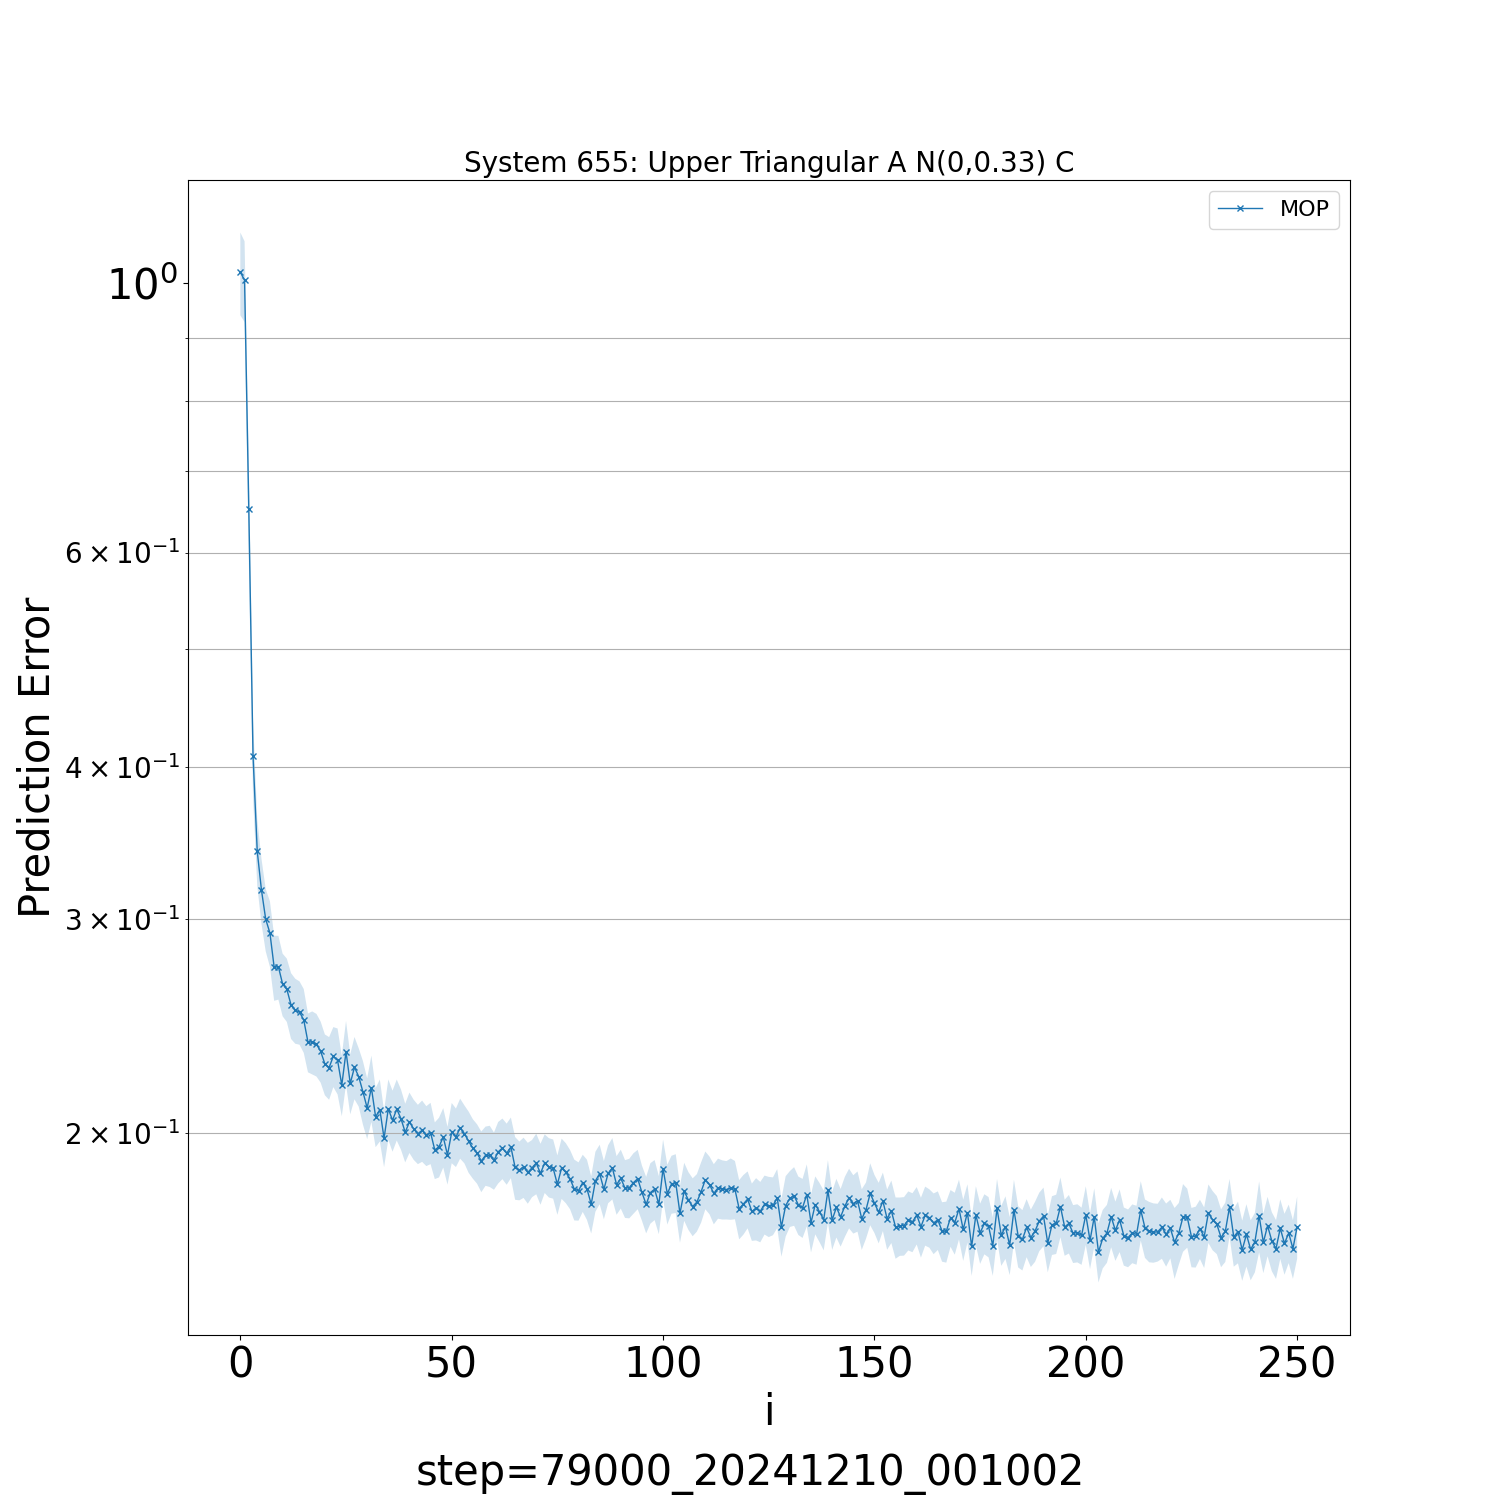 System 655: Upper Triangular A N(0,0.33) C
MOP
10⁰
6 × 10⁻¹
4 × 10⁻¹
3 × 10⁻¹
2 × 10⁻¹
Prediction Error
0 50 100 150 200 250
i
step=79000_20241210_001002